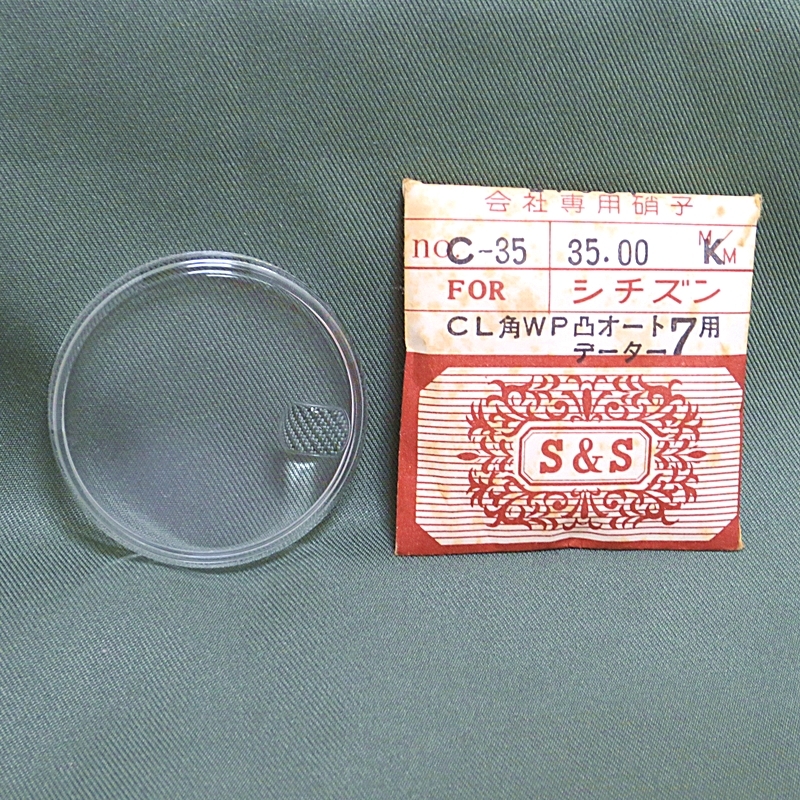 会社専用硝子
no. C-35 35.00 M/M K
FOR シチズン
CL角WP凸オート7用
データー
S&S